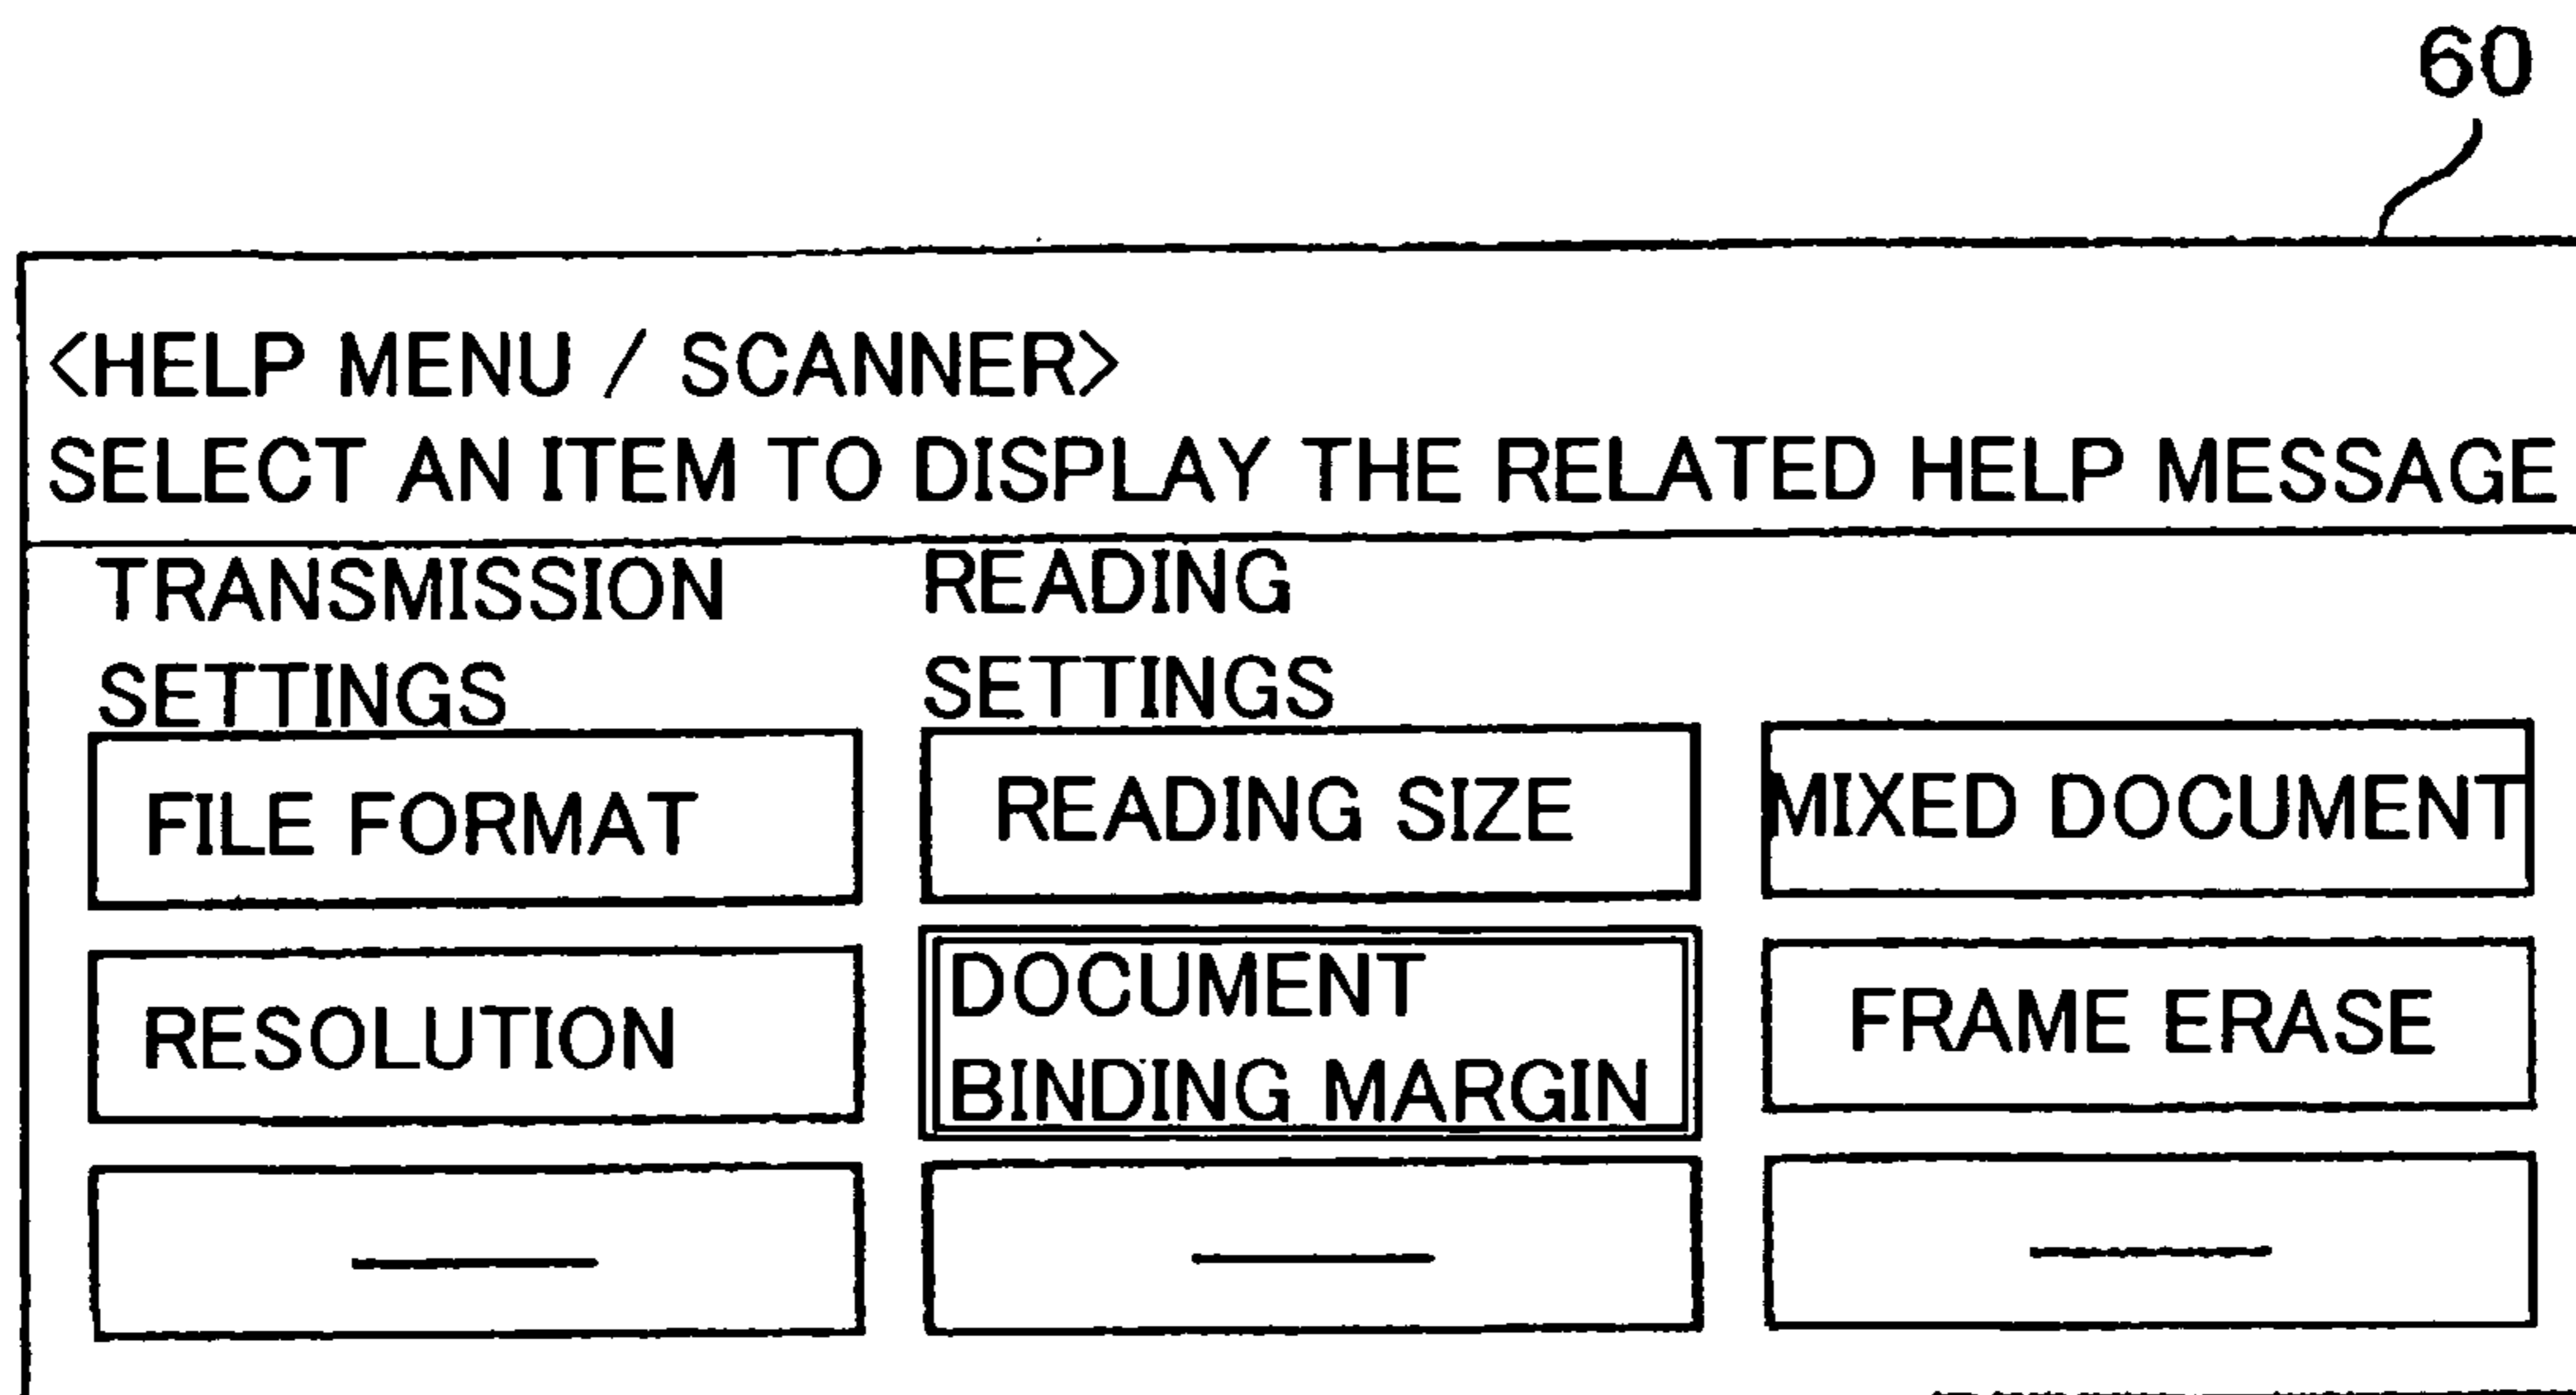 60
<HELP MENU / SCANNER>
SELECT AN ITEM TO DISPLAY THE RELATED HELP MESSAGE
TRANSMISSION
SETTINGS
READING
SETTINGS
FILE FORMAT
READING SIZE
MIXED DOCUMENT
RESOLUTION
DOCUMENT
BINDING MARGIN
FRAME ERASE